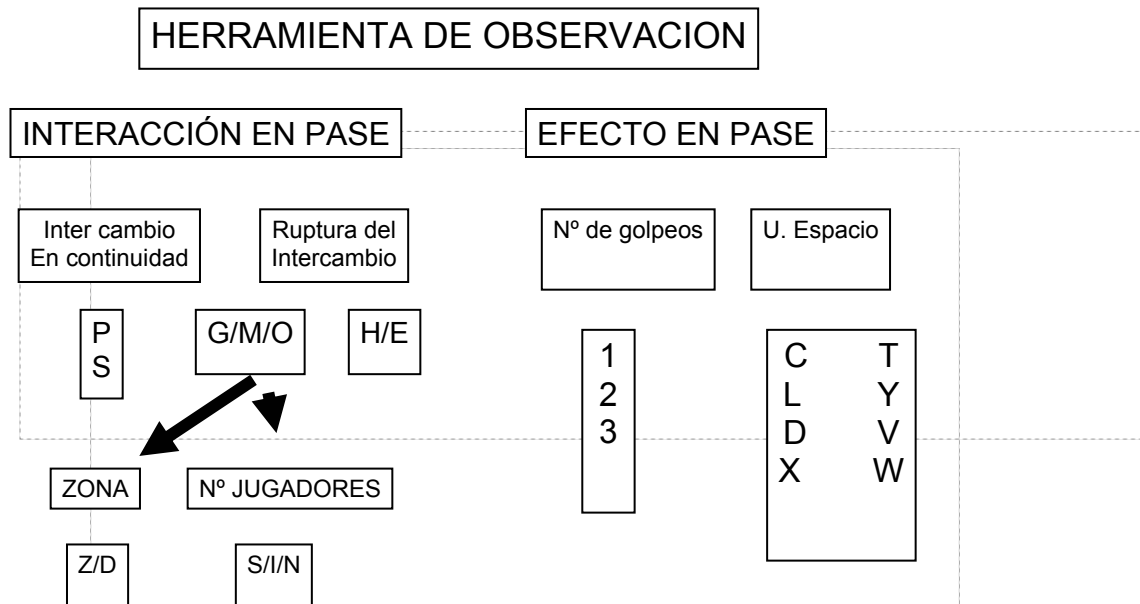 HERRAMIENTA DE OBSERVACION
INTERACCIÓN EN PASE
EFECTO EN PASE
Inter cambio
En continuidad
Ruptura del
Intercambio
Nº de golpeos
U. Espacio
P
S
G/M/O
H/E
1
2
3
C T
L Y
D V
X W
ZONA
Nº JUGADORES
Z/D
S/I/N